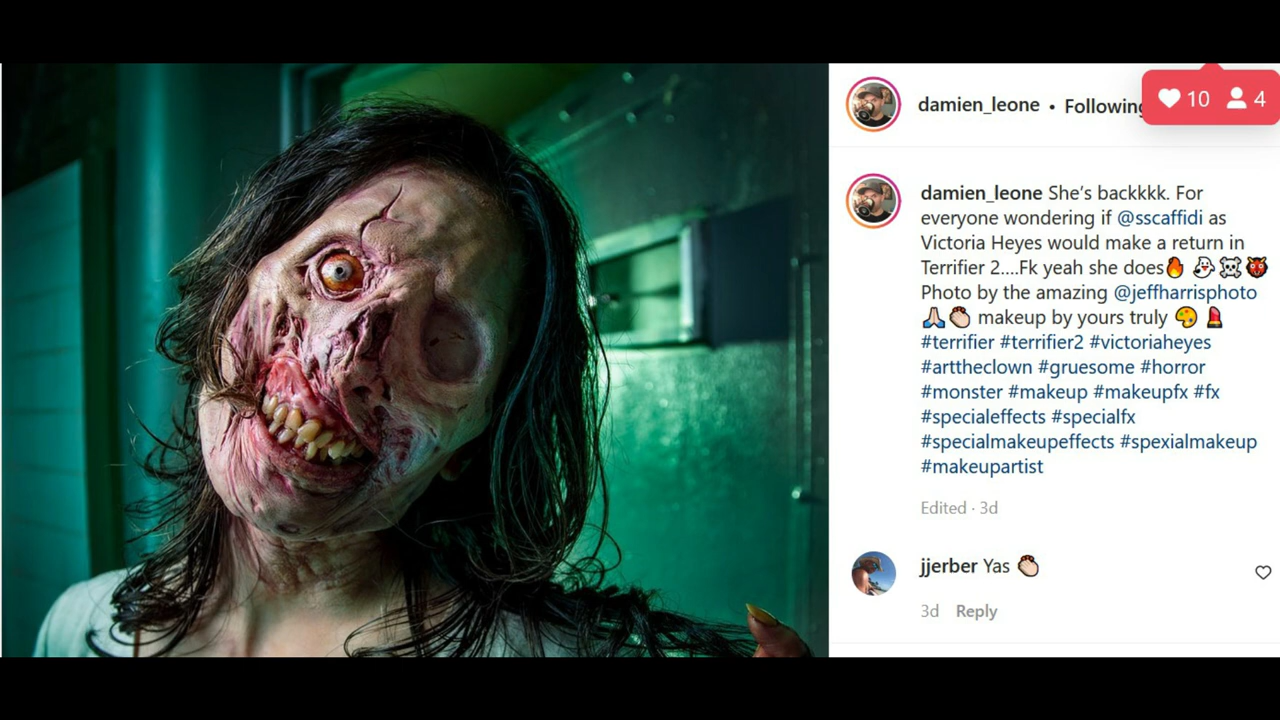 damien_leone • Following
10 4
damien_leone She's backkkk. For
everyone wondering if @sscaffidi as
Victoria Heyes would make a return in
Terrifier 2....Fk yeah she does🔥 👻☠️👹
Photo by the amazing @jeffharrisphoto
🙏👏 makeup by yours truly 🎨 💄
#terrifier #terrifier2 #victoriaheyes
#arttheclown #gruesome #horror
#monster #makeup #makeupfx #fx
#specialeffects #specialfx
#specialmakeupeffects #spexialmakeup
#makeupartist
Edited · 3d
jjerber Yas 👏
3d Reply